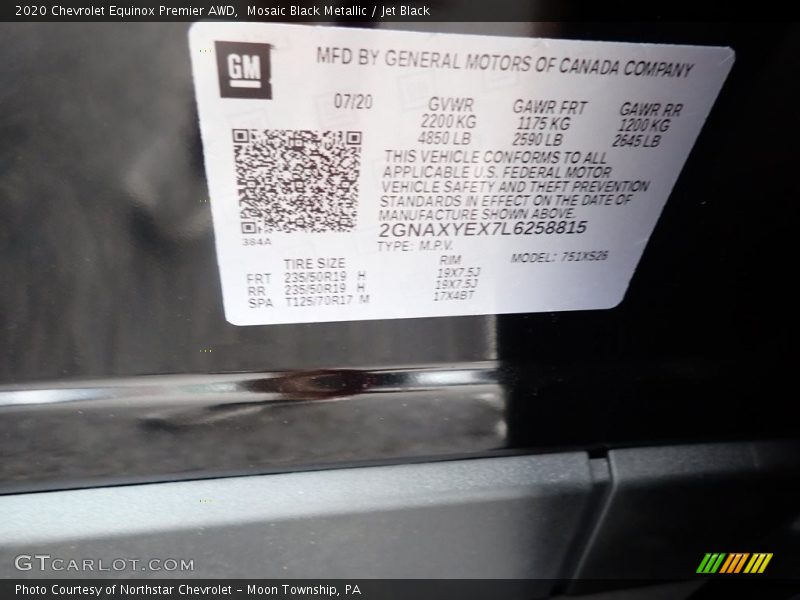 2020 Chevrolet Equinox Premier AWD, Mosaic Black Metallic / Jet Black
GM
MFD BY GENERAL MOTORS OF CANADA COMPANY
07/20 GVWR GAWR FRT GAWR RR
2200 KG 1175 KG 1200 KG
4850 LB 2590 LB 2645 LB
THIS VEHICLE CONFORMS TO ALL
APPLICABLE U.S. FEDERAL MOTOR
VEHICLE SAFETY AND THEFT PREVENTION
STANDARDS IN EFFECT ON THE DATE OF
MANUFACTURE SHOWN ABOVE.
2GNAXYEX7L6258815
384A
TYPE: M.P.V. MODEL: 751XS26
TIRE SIZE RIM
FRT 235/50R19 H 19X7.5J
RR 235/50R19 H 19X7.5J
SPA T125/70R17 M 17X4BT
GTCARLOT.COM
Photo Courtesy of Northstar Chevrolet - Moon Township, PA